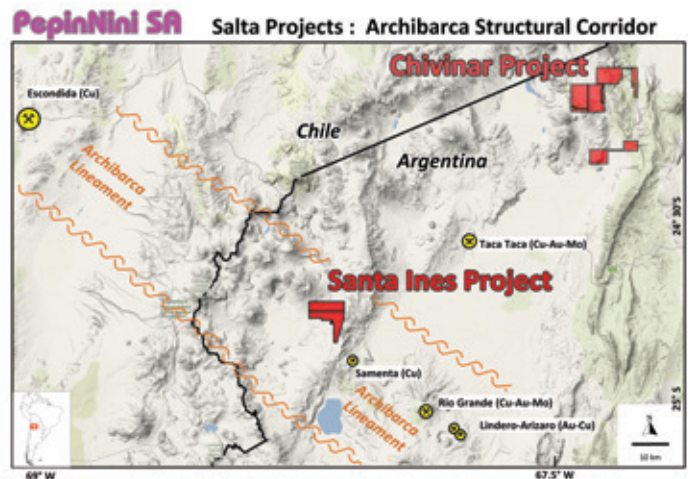 PepinNini SA
Salta Projects : Archibarca Structural Corridor
Chivinar Project
Escondida (Cu)
Chile
Argentina
Archibarca
Lineament
24°30'S
Taca Taca (Cu-Au-Mo)
Santa Ines Project
Samenta (Cu)
Archibarca
Lineament
Rio Grande (Cu-Au-Mo)
Lindero-Arizaro (Au-Cu)
25° S
N
10 km
69° W
67.5° W